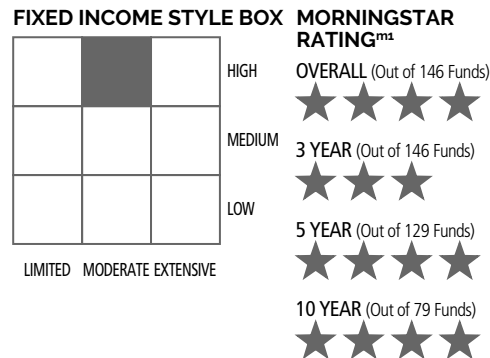 FIXED INCOME STYLE BOX
HIGH
MEDIUM
LOW
LIMITED MODERATE EXTENSIVE
MORNINGSTAR
RATINGᵐ¹
OVERALL (Out of 146 Funds)
3 YEAR (Out of 146 Funds)
5 YEAR (Out of 129 Funds)
10 YEAR (Out of 79 Funds)